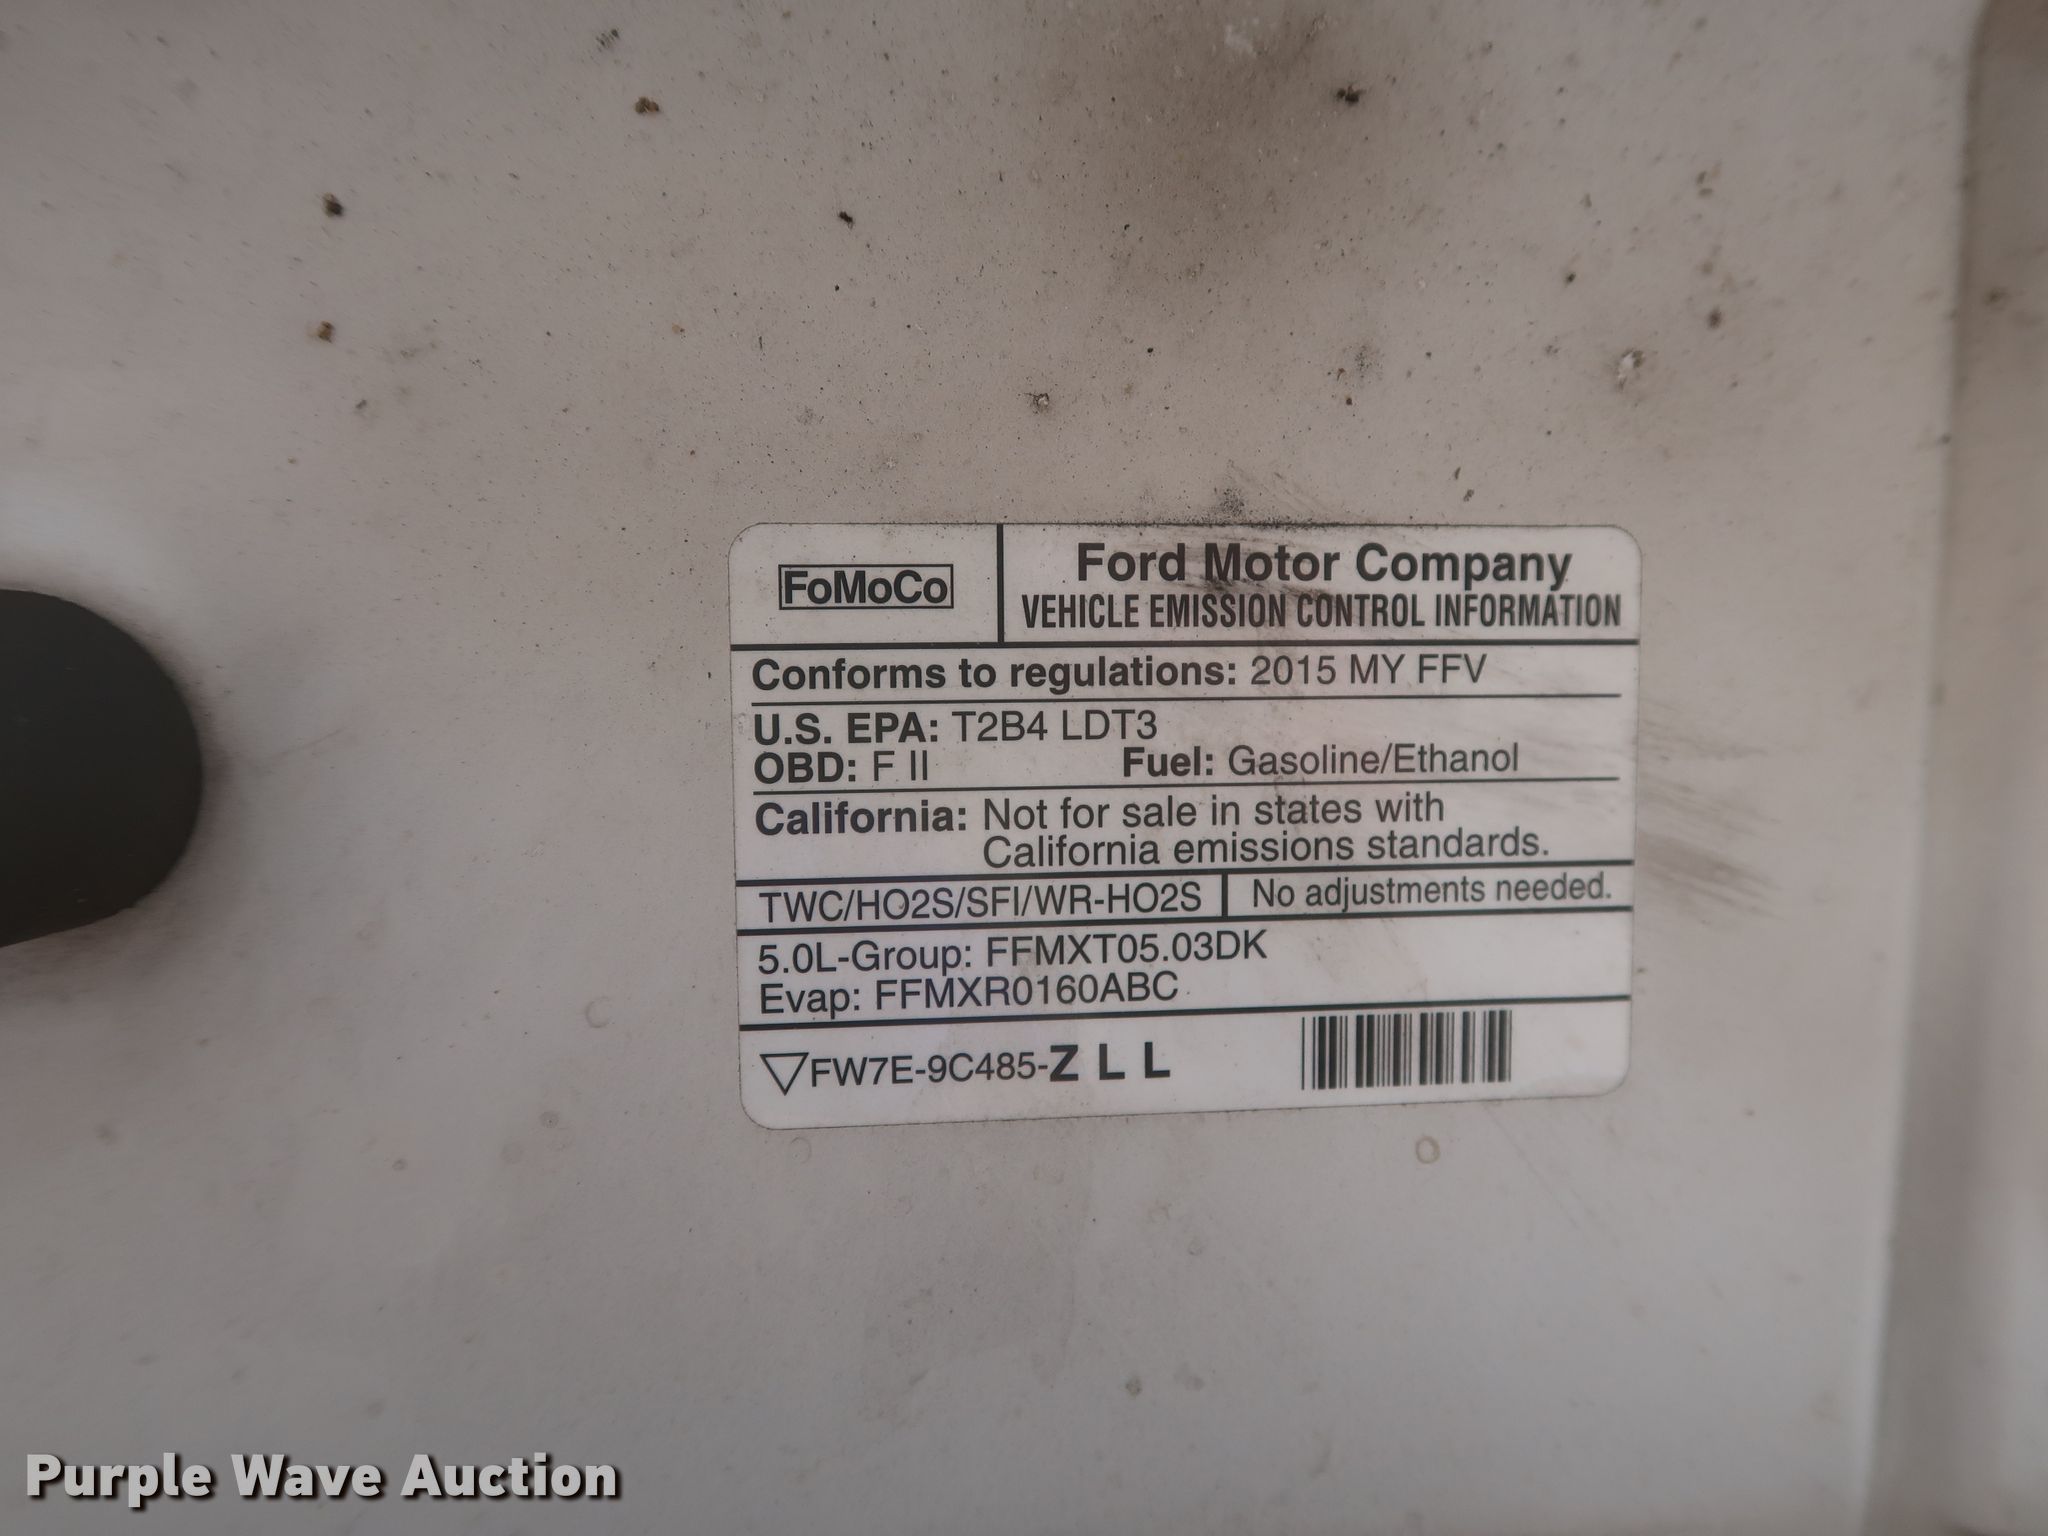 FoMoCo
Ford Motor Company
VEHICLE EMISSION CONTROL INFORMATION
Conforms to regulations: 2015 MY FFV
U.S. EPA: T2B4 LDT3
OBD: F II Fuel: Gasoline/Ethanol
California: Not for sale in states with
California emissions standards.
TWC/HO2S/SFI/WR-HO2S No adjustments needed.
5.0L-Group: FFMXT05.03DK
Evap: FFMXR0160ABC
FW7E-9C485-Z L L
Purple Wave Auction